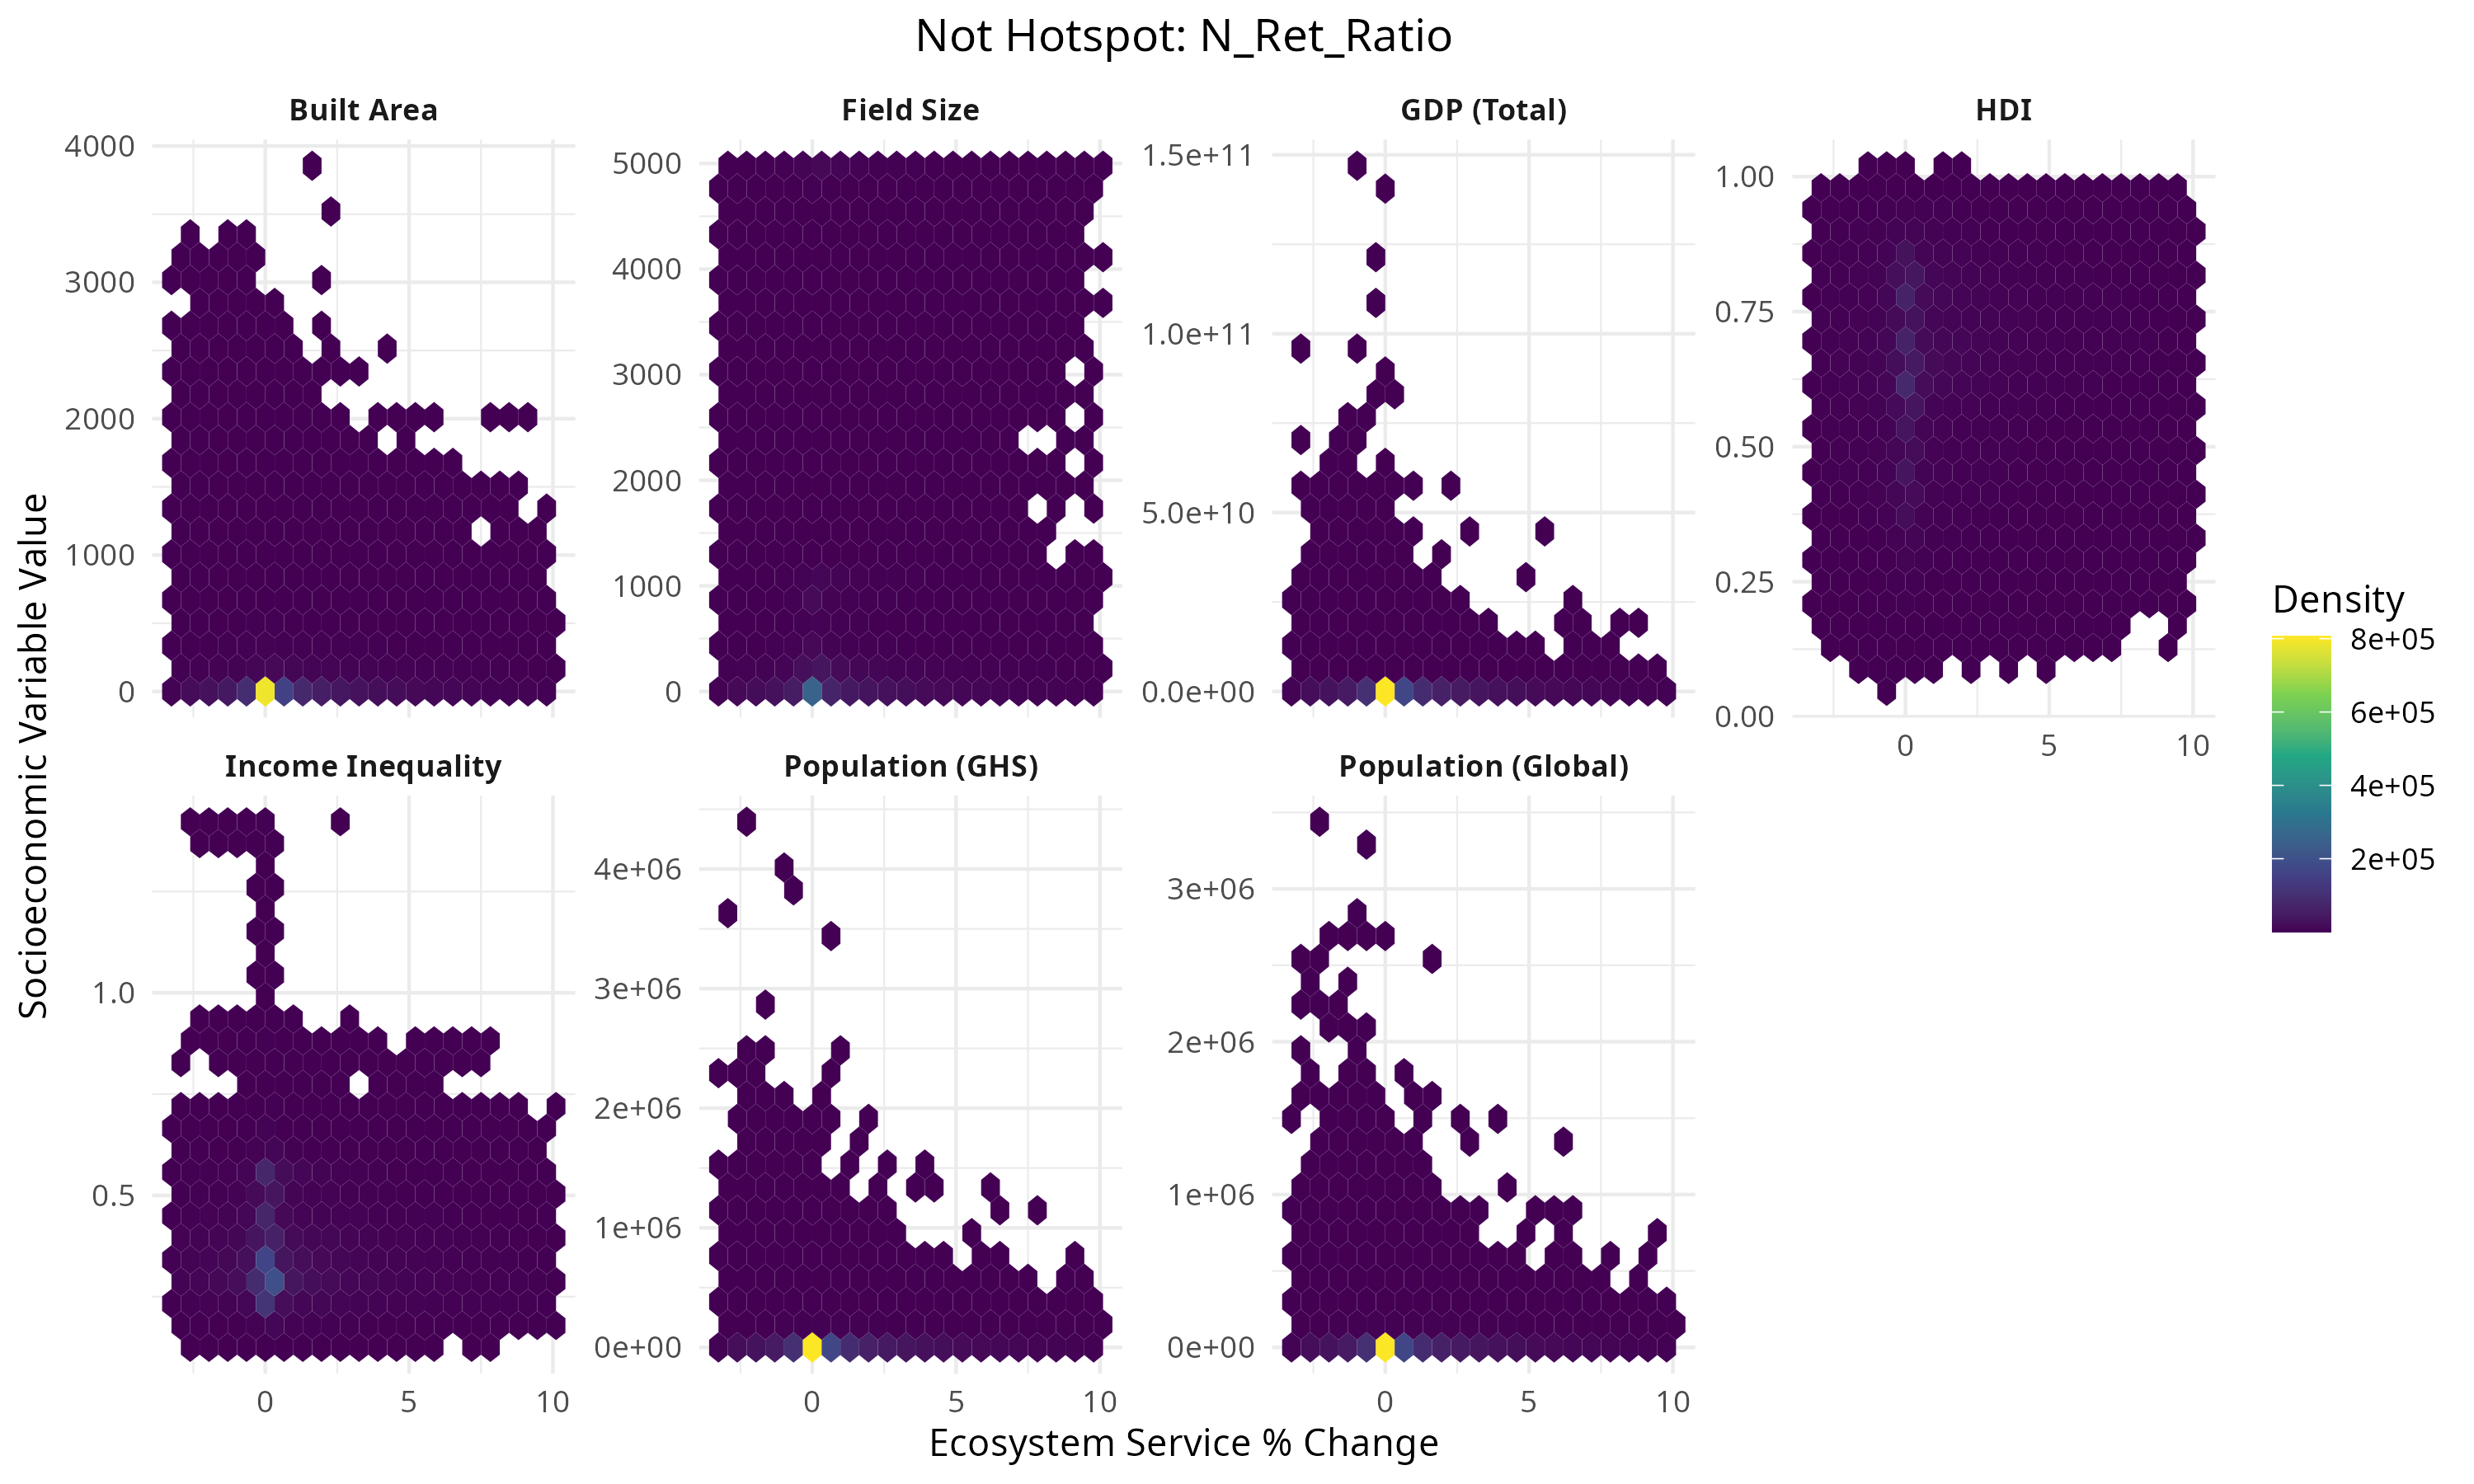 Not Hotspot: N_Ret_Ratio
Built Area
Field Size
GDP (Total)
HDI
4000
3000
2000
1000
0
5000
4000
3000
2000
1000
0
1.5e+11
1.0e+11
5.0e+10
0.0e+00
1.00
0.75
0.50
0.25
0.00
0 5 10
Income Inequality
Population (GHS)
Population (Global)
1.0
0.5
0 5 10
4e+06
3e+06
2e+06
1e+06
0e+00
0 5 10
3e+06
2e+06
1e+06
0e+00
0 5 10
Socioeconomic Variable Value
Ecosystem Service % Change
Density
8e+05
6e+05
4e+05
2e+05